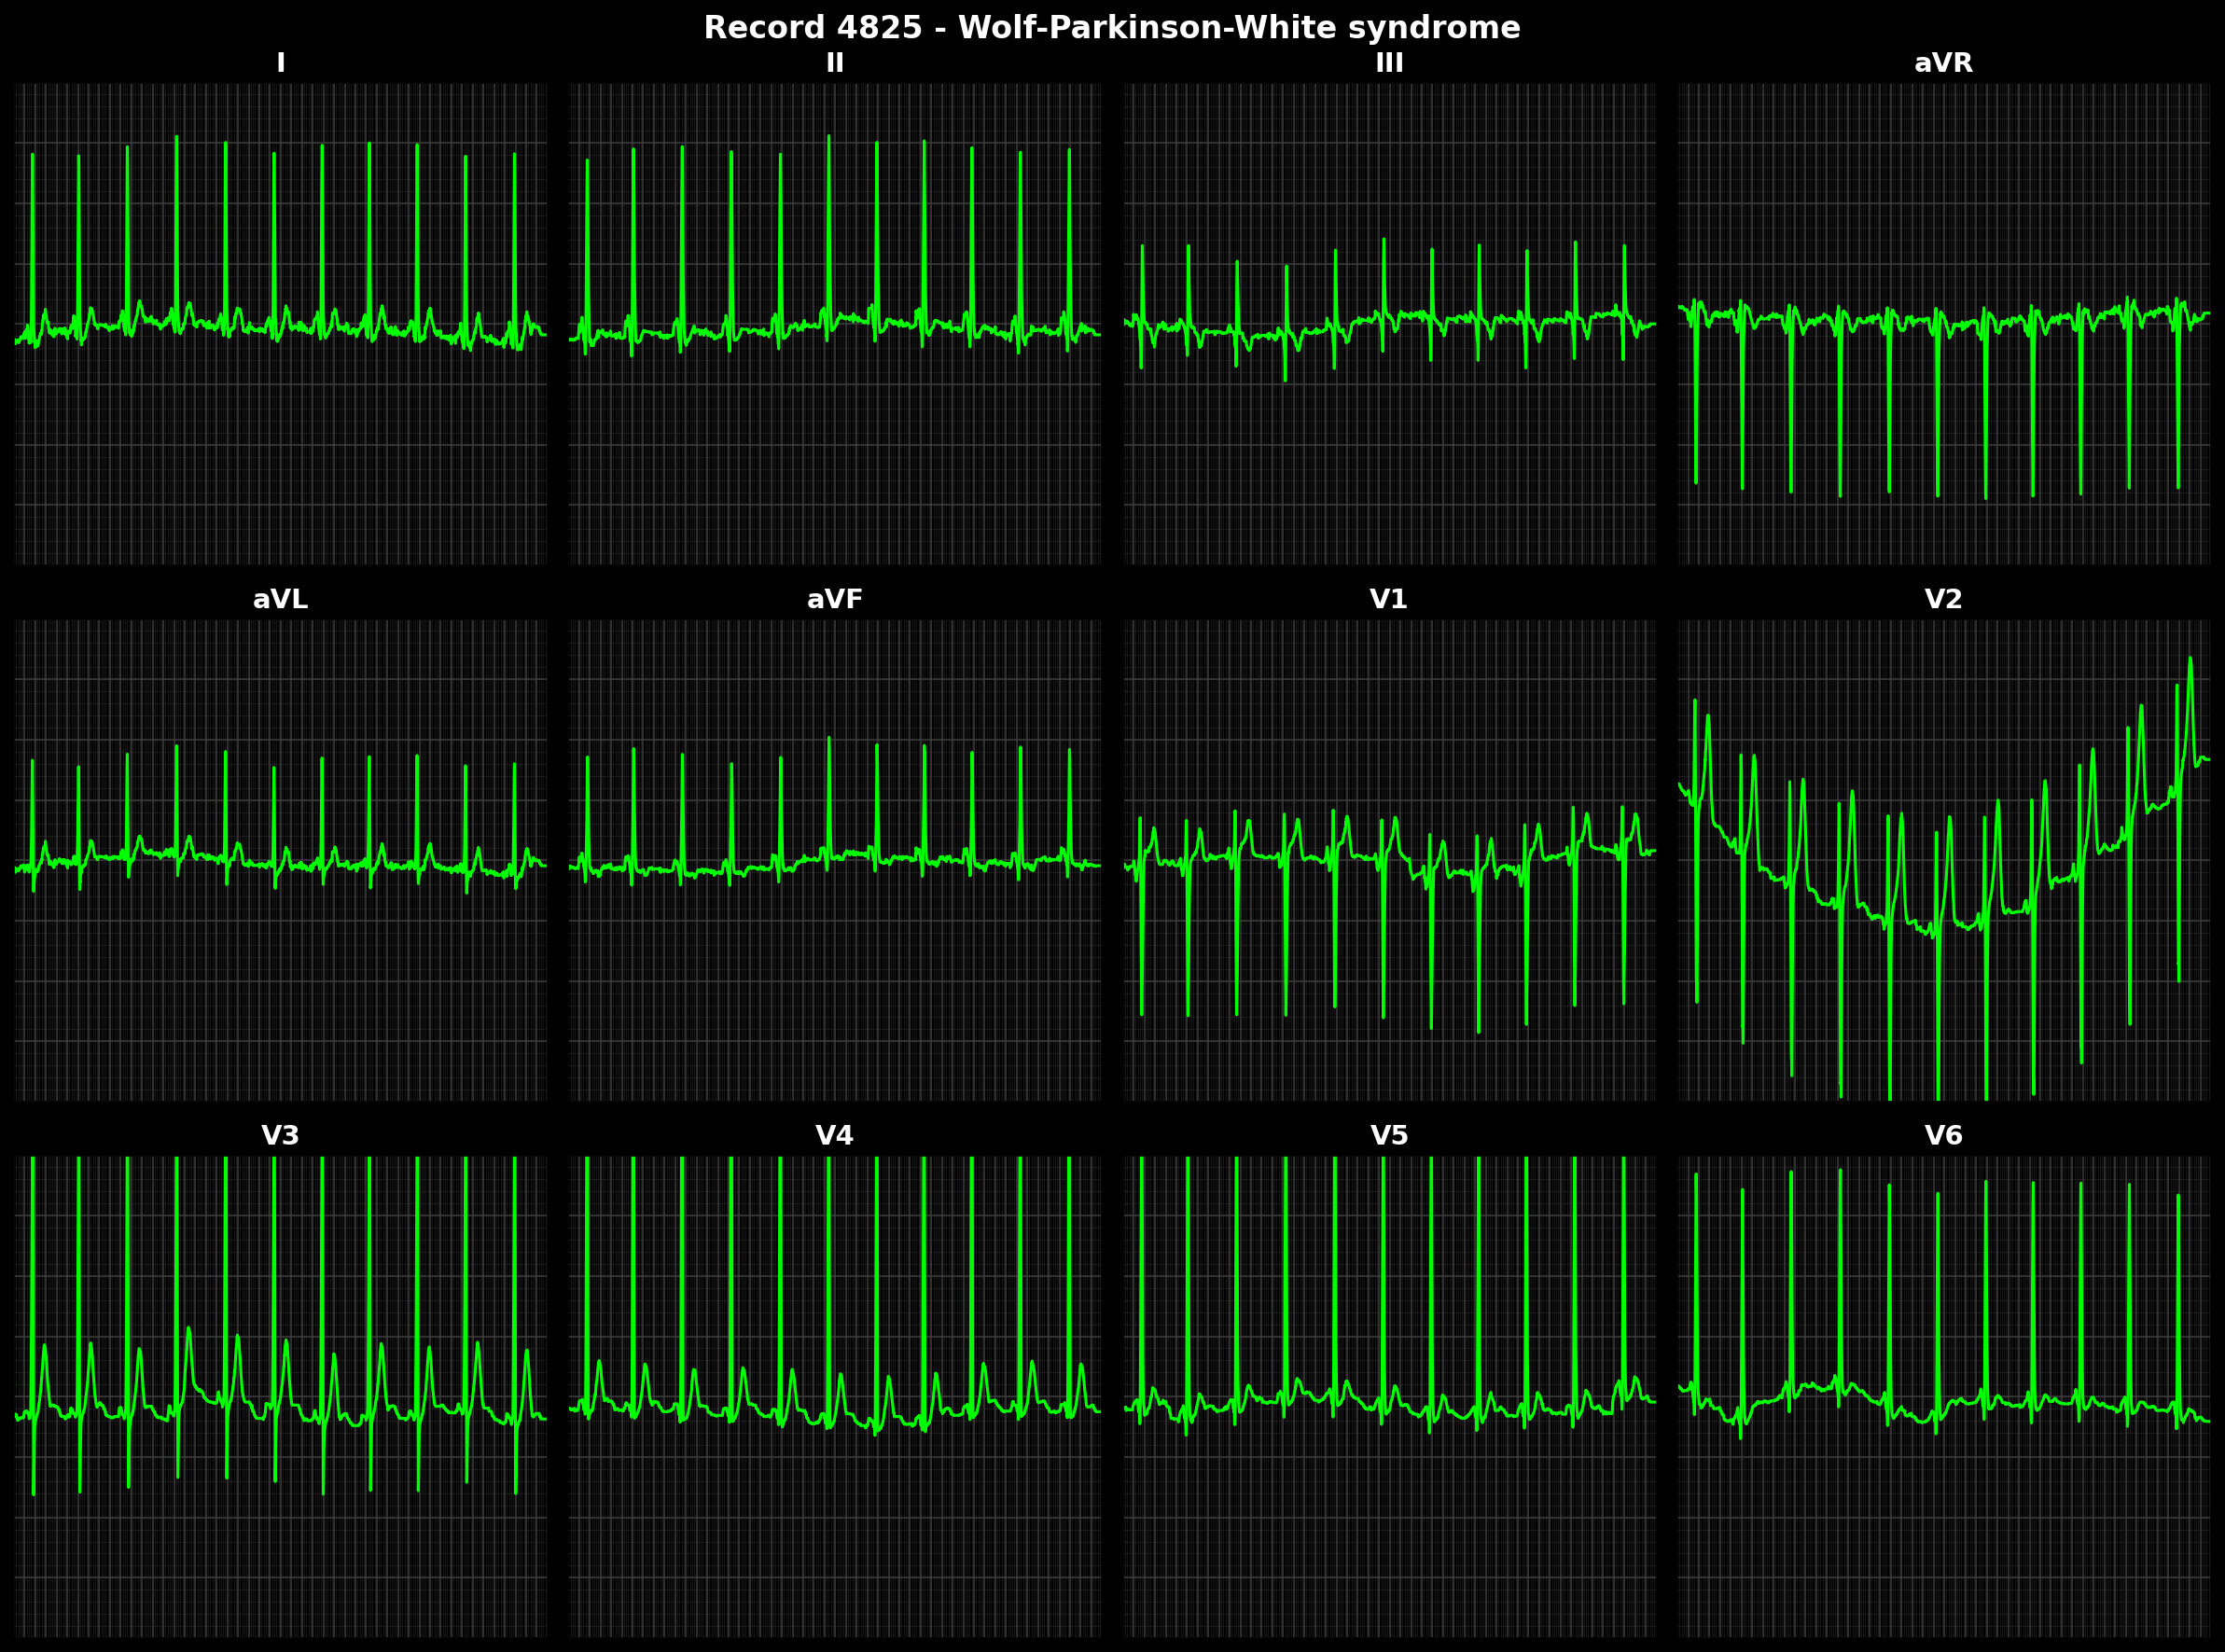 Record 4825 - Wolf-Parkinson-White syndrome
I II III aVR
aVL aVF V1 V2
V3 V4 V5 V6